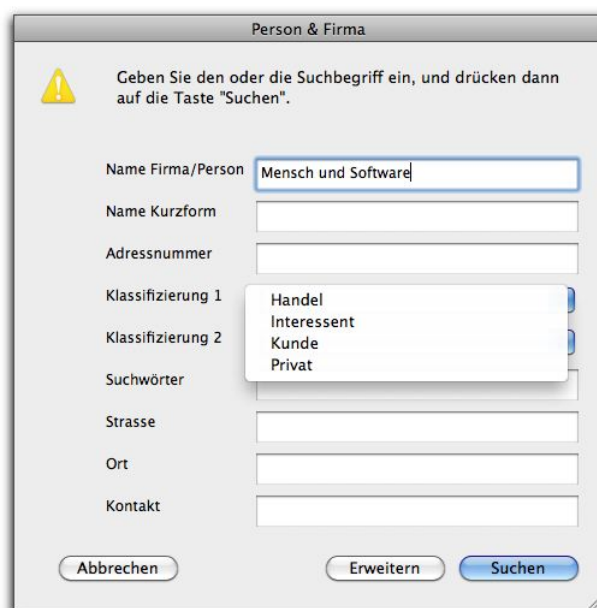 Person & Firma
Geben Sie den oder die Suchbegriff ein, und drücken dann
auf die Taste "Suchen".
Name Firma/Person Mensch und Software
Name Kurzform
Adressnummer
Klassifizierung 1
Handel
Interessent
Klassifizierung 2
Kunde
Privat
Suchwörter
Strasse
Ort
Kontakt
Abbrechen Erweitern Suchen